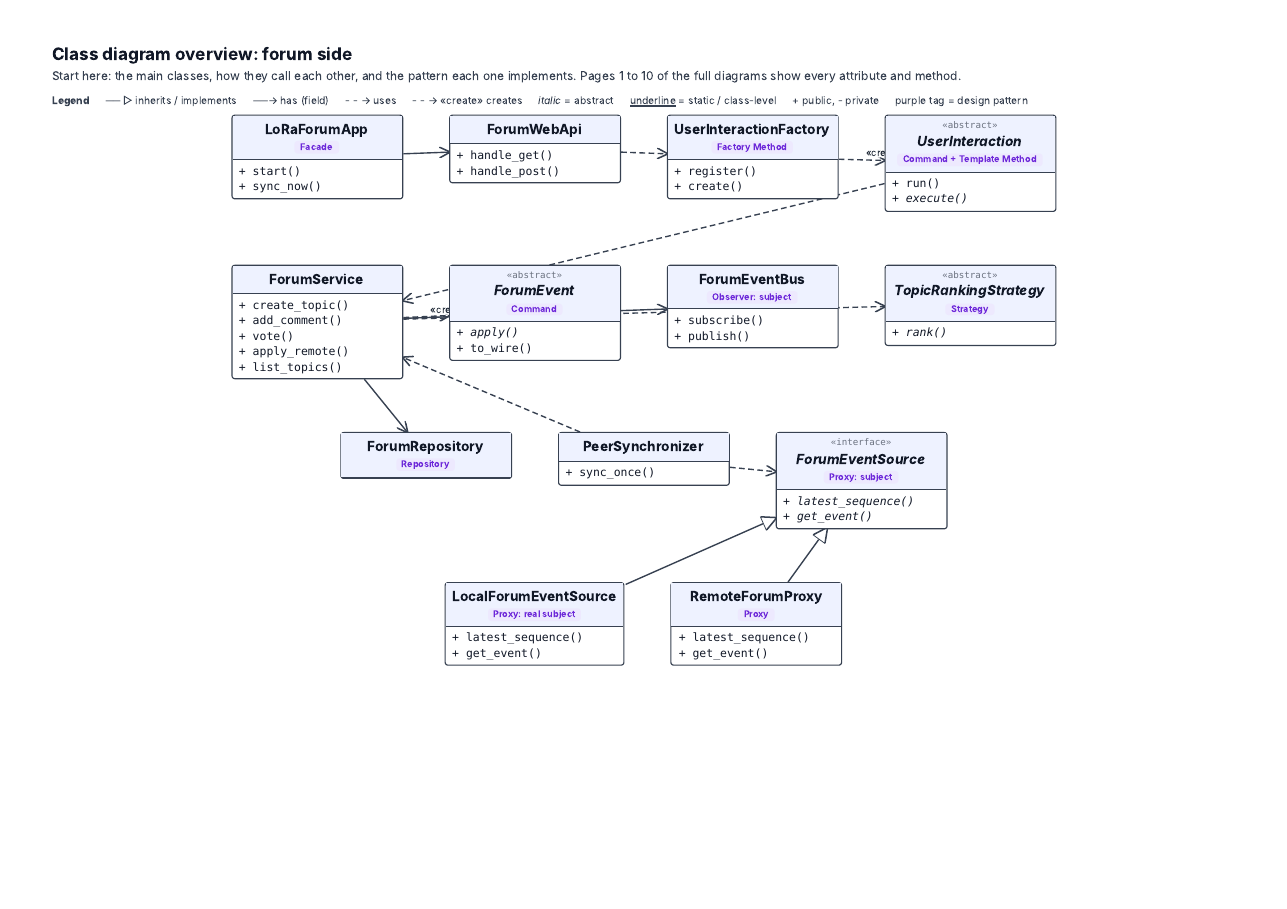 Class diagram overview: forum side
Start here: the main classes, how they call each other, and the pattern each one implements. Pages 1 to 10 of the full diagrams show every attribute and method.
Legend —▷ inherits / implements —→ has (field) - - → uses - - → «create» creates italic = abstract underline = static / class-level + public, - private purple tag = design pattern
LoRaForumApp
Facade
+ start()
+ sync_now()
ForumWebApi
+ handle_get()
+ handle_post()
UserInteractionFactory
Factory Method
+ register()
+ create()
«cre
«abstract»
UserInteraction
Command + Template Method
+ run()
+ execute()
ForumService
+ create_topic()
+ add_comment()
+ vote()
+ apply_remote()
+ list_topics()
«cre
«abstract»
ForumEvent
Command
+ apply()
+ to_wire()
ForumEventBus
Observer: subject
+ subscribe()
+ publish()
«abstract»
TopicRankingStrategy
Strategy
+ rank()
ForumRepository
Repository
PeerSynchronizer
+ sync_once()
«interface»
ForumEventSource
Proxy: subject
+ latest_sequence()
+ get_event()
LocalForumEventSource
Proxy: real subject
+ latest_sequence()
+ get_event()
RemoteForumProxy
Proxy
+ latest_sequence()
+ get_event()